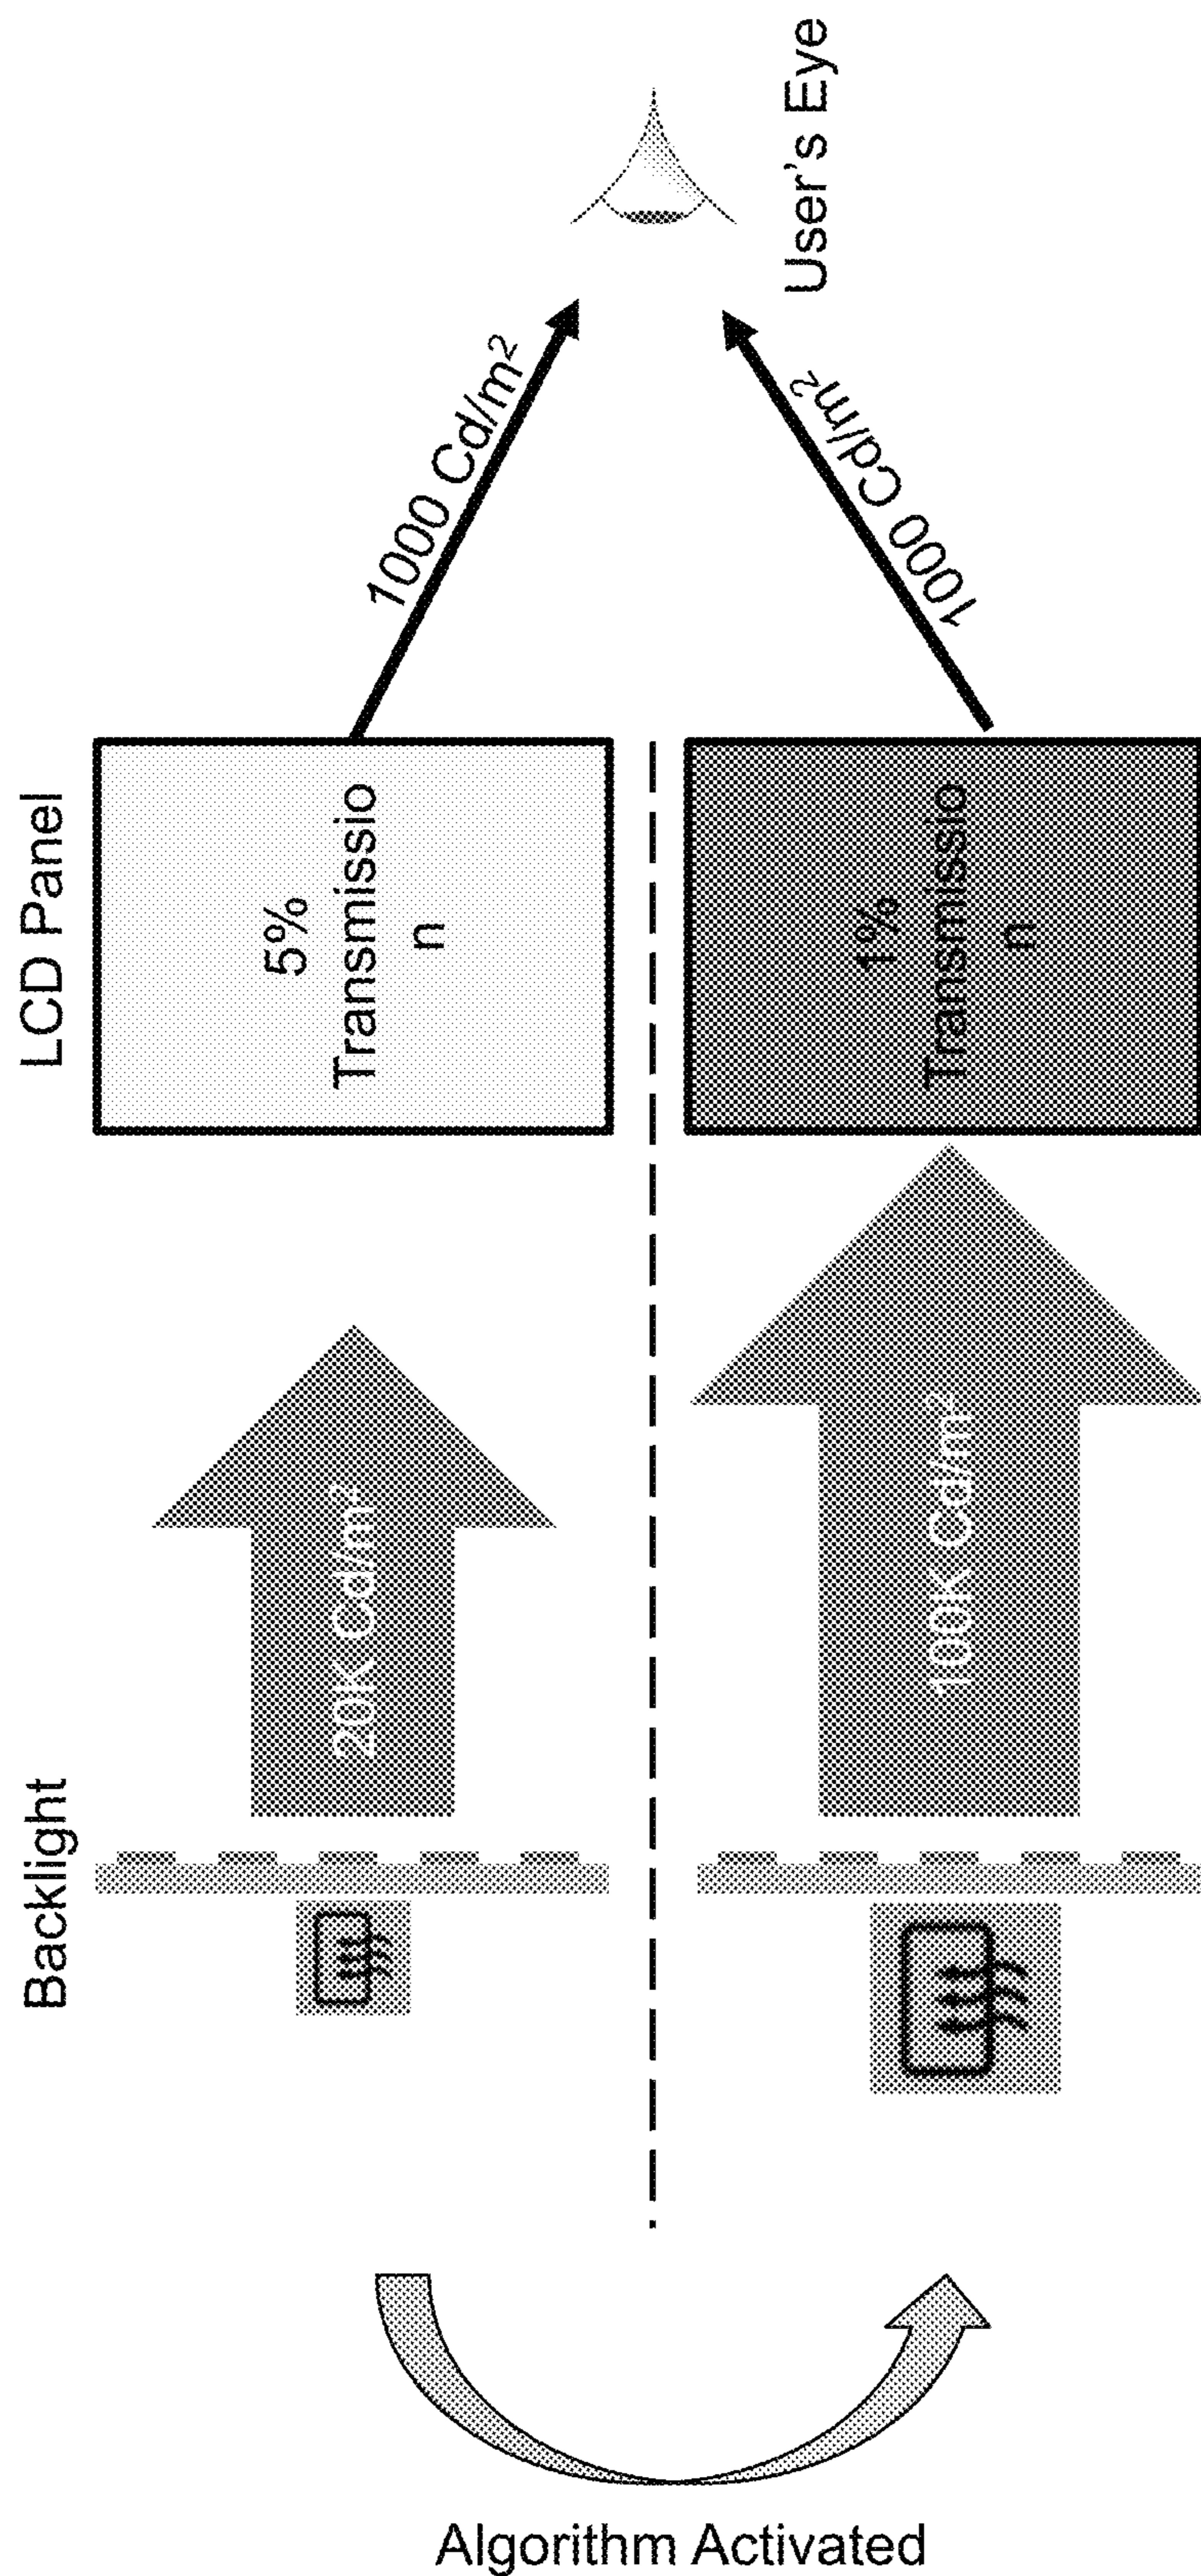 Backlight
LCD Panel
20K Cd/m²
5%
Transmissio
n
1000 Cd/m²
User's Eye
100K Cd/m²
1%
Transmissio
n
1000 Cd/m²
Algorithm Activated